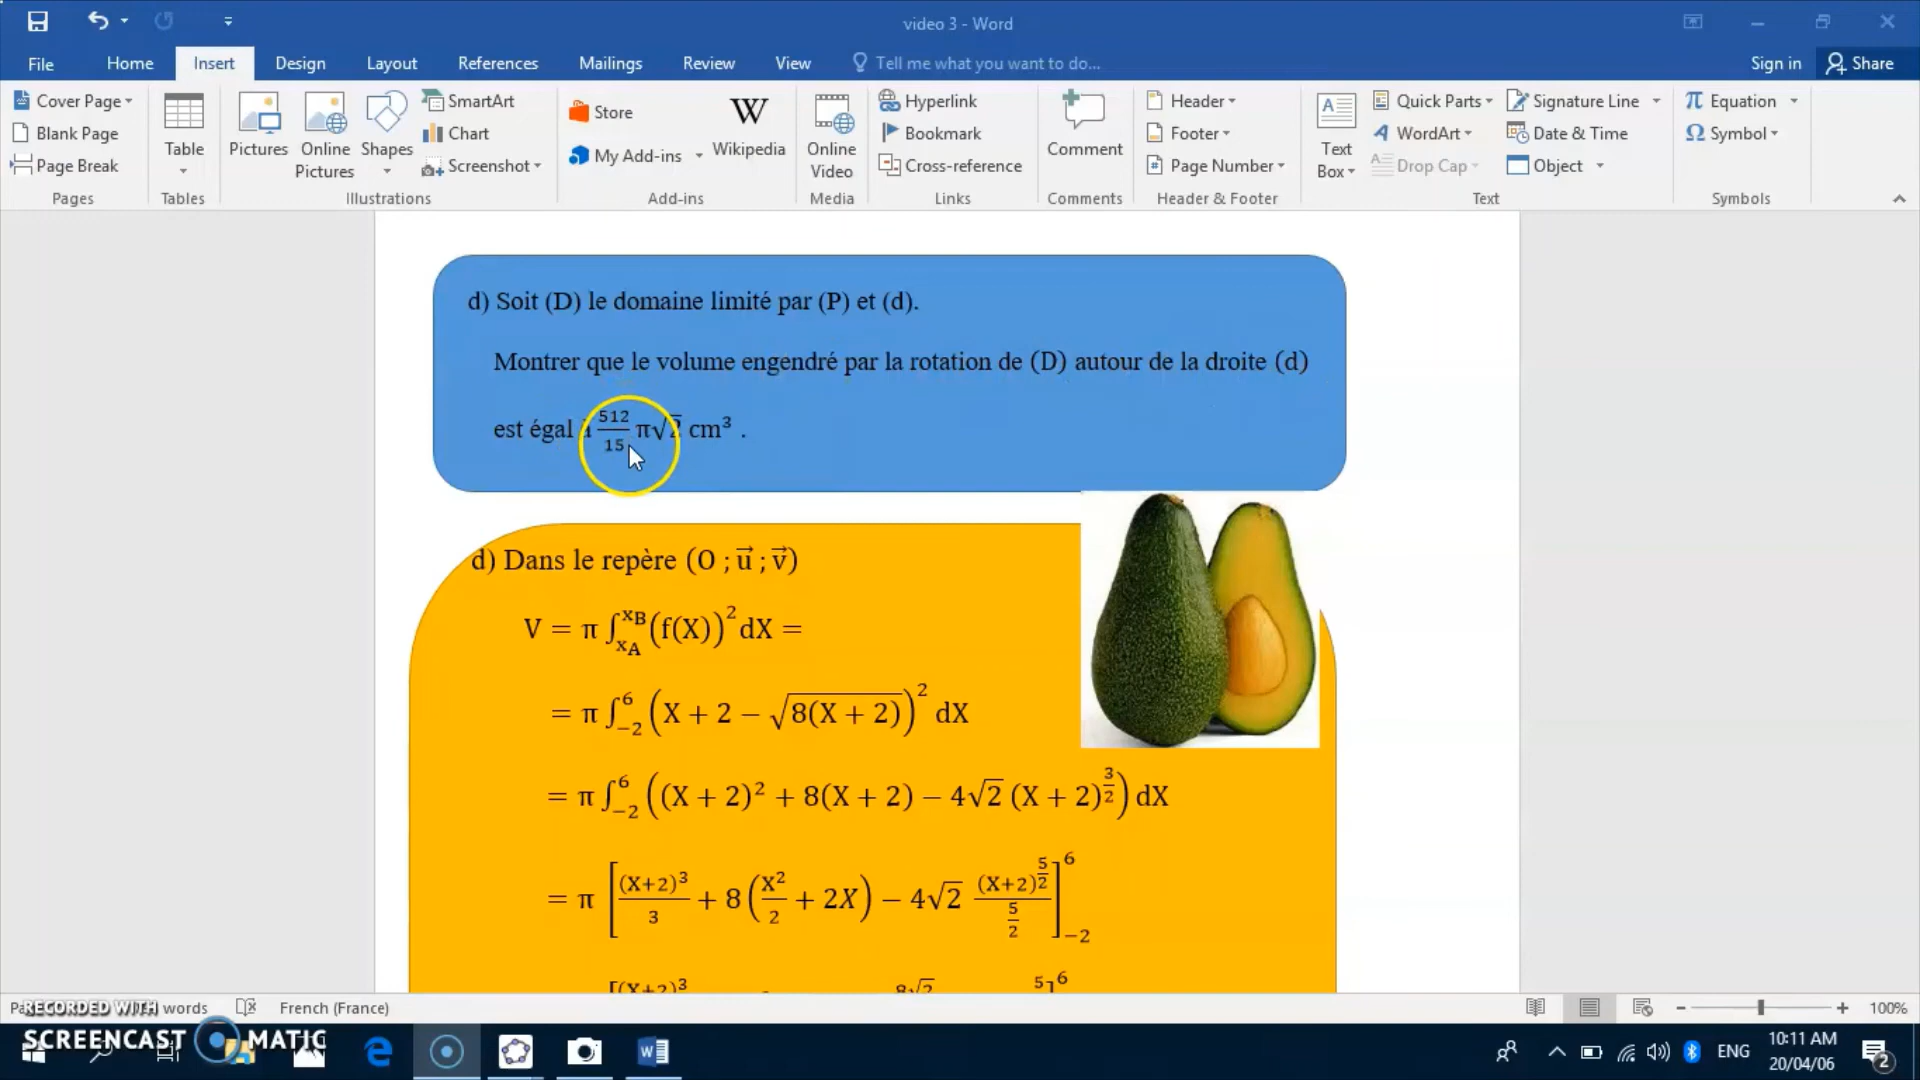 video 3 - Word
File Home Insert Design Layout References Mailings Review View Tell me what you want to do... Sign in Share
Cover Page
Blank Page
Page Break
Pages
Table
Tables
Pictures
Online Pictures
Shapes
SmartArt
Chart
Screenshot
Illustrations
Store
My Add-ins
W
Wikipedia
Add-ins
Online Video
Media
Hyperlink
Bookmark
Cross-reference
Links
Comment
Comments
Header
Footer
Page Number
Header & Footer
Text Box
Quick Parts
WordArt
Drop Cap
Signature Line
Date & Time
Object
Text
π Equation
Ω Symbol
Symbols
d) Soit (D) le domaine limité par (P) et (d).
Montrer que le volume engendré par la rotation de (D) autour de la droite (d)
est égal à 512/15 π√2 cm³ .
d) Dans le repère (O ; u⃗ ; v⃗)
V = π ∫_{x_A}^{x_B} (f(X))² dX =
= π ∫_{-2}^{6} (X + 2 − √(8(X + 2)))² dX
= π ∫_{-2}^{6} ((X + 2)² + 8(X + 2) − 4√2 (X + 2)^{3/2}) dX
= π [(X+2)³/3 + 8(X²/2 + 2X) − 4√2 (X+2)^{5/2}/(5/2)]_{-2}^{6}
words French (France) 100%
RECORDED WITH
SCREENCAST MATIC
ENG
10:11 AM
20/04/06
2